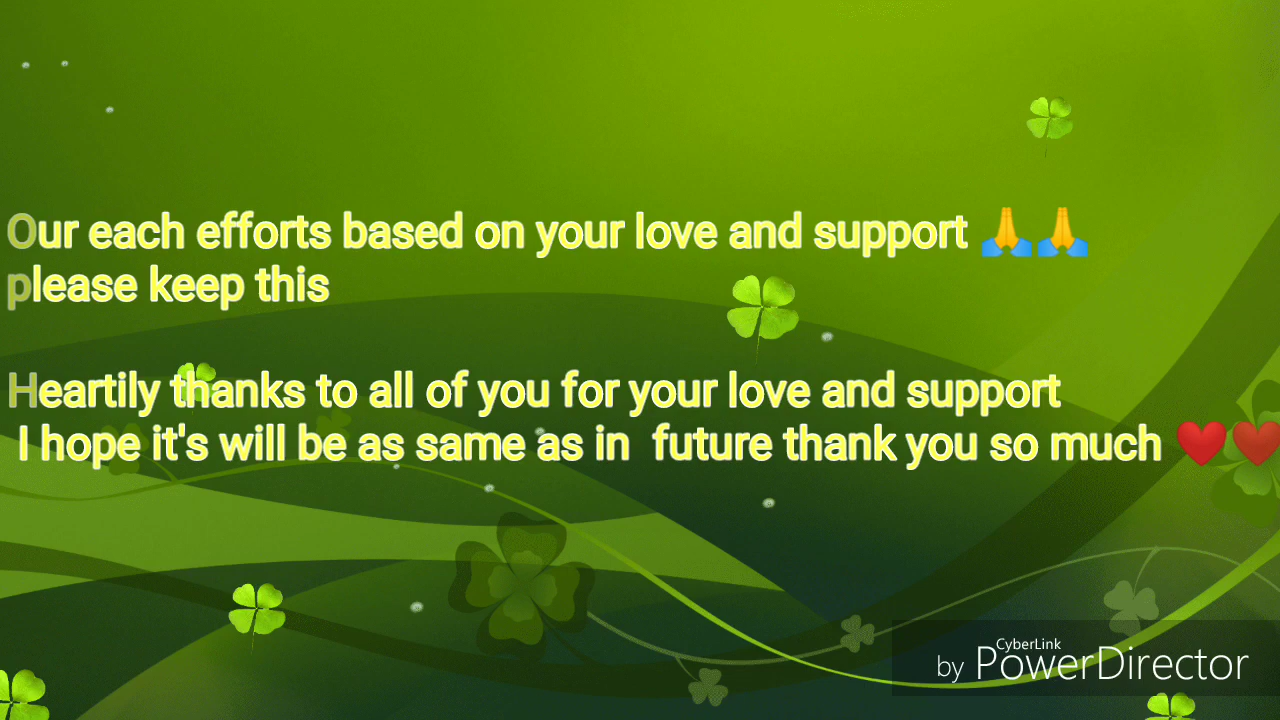 Our each efforts based on your love and support 🙏🙏
please keep this
Heartily thanks to all of you for your love and support
I hope it's will be as same as in future thank you so much ❤️❤️
by CyberLink PowerDirector